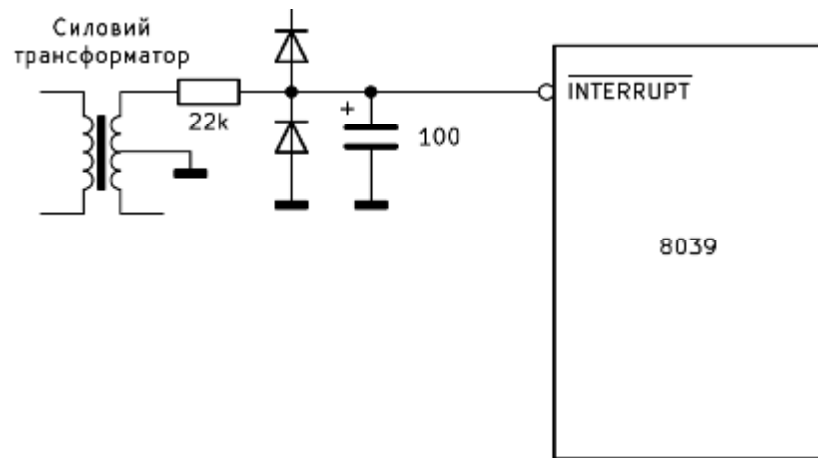 Силовий
трансформатор
22k
+
100
INTERRUPT
8039